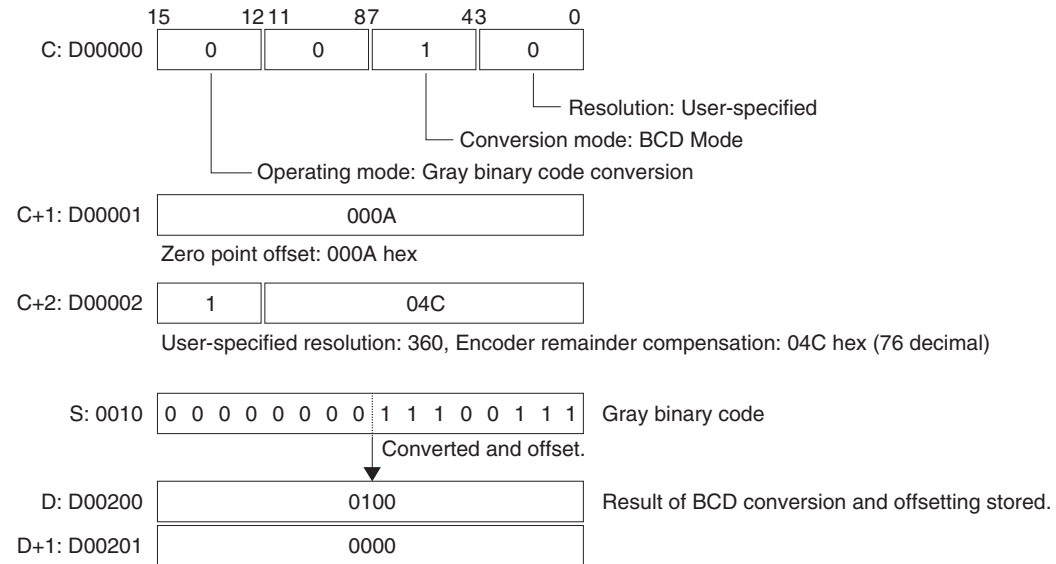 15 12 11 87 43 0
C: D00000 0 0 1 0
Resolution: User-specified
Conversion mode: BCD Mode
Operating mode: Gray binary code conversion
C+1: D00001 000A
Zero point offset: 000A hex
C+2: D00002 1 04C
User-specified resolution: 360, Encoder remainder compensation: 04C hex (76 decimal)
S: 0010 0 0 0 0 0 0 0 0 1 1 1 0 0 1 1 1 Gray binary code
Converted and offset.
D: D00200 0100 Result of BCD conversion and offsetting stored.
D+1: D00201 0000